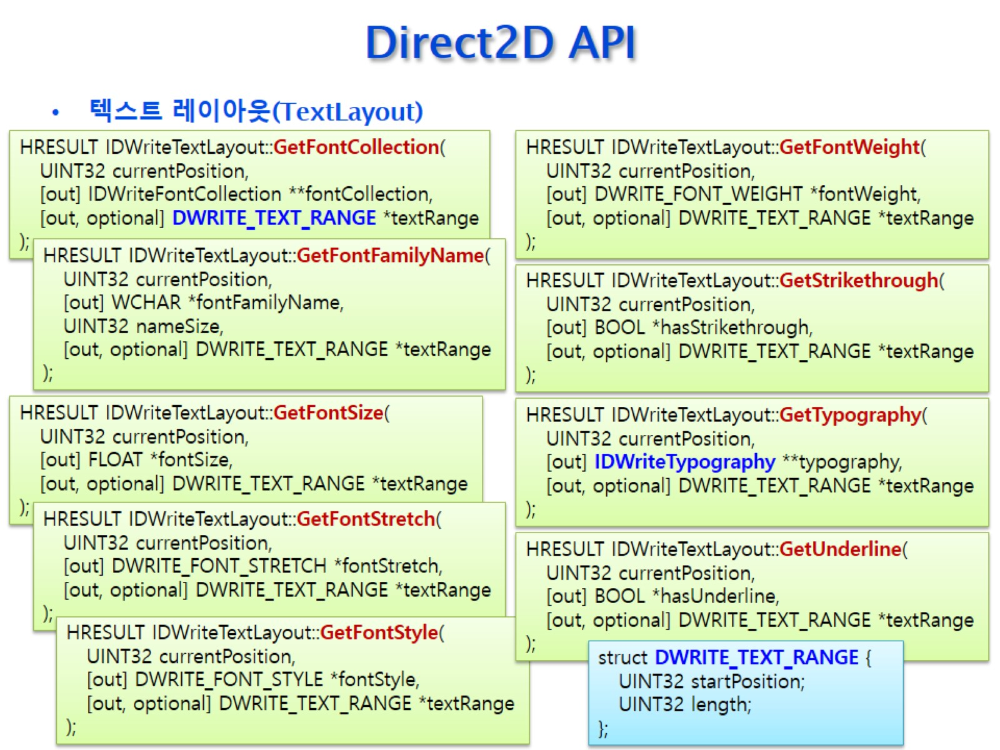 Direct2D API
• 텍스트 레이아웃(TextLayout)
HRESULT IDWriteTextLayout::GetFontCollection(
UINT32 currentPosition,
[out] IDWriteFontCollection **fontCollection,
[out, optional] DWRITE_TEXT_RANGE *textRange
);
HRESULT IDWriteTextLayout::GetFontFamilyName(
UINT32 currentPosition,
[out] WCHAR *fontFamilyName,
UINT32 nameSize,
[out, optional] DWRITE_TEXT_RANGE *textRange
);
HRESULT IDWriteTextLayout::GetFontSize(
UINT32 currentPosition,
[out] FLOAT *fontSize,
[out, optional] DWRITE_TEXT_RANGE *textRange
);
HRESULT IDWriteTextLayout::GetFontStretch(
UINT32 currentPosition,
[out] DWRITE_FONT_STRETCH *fontStretch,
[out, optional] DWRITE_TEXT_RANGE *textRange
);
HRESULT IDWriteTextLayout::GetFontStyle(
UINT32 currentPosition,
[out] DWRITE_FONT_STYLE *fontStyle,
[out, optional] DWRITE_TEXT_RANGE *textRange
);
HRESULT IDWriteTextLayout::GetFontWeight(
UINT32 currentPosition,
[out] DWRITE_FONT_WEIGHT *fontWeight,
[out, optional] DWRITE_TEXT_RANGE *textRange
);
HRESULT IDWriteTextLayout::GetStrikethrough(
UINT32 currentPosition,
[out] BOOL *hasStrikethrough,
[out, optional] DWRITE_TEXT_RANGE *textRange
);
HRESULT IDWriteTextLayout::GetTypography(
UINT32 currentPosition,
[out] IDWriteTypography **typography,
[out, optional] DWRITE_TEXT_RANGE *textRange
);
HRESULT IDWriteTextLayout::GetUnderline(
UINT32 currentPosition,
[out] BOOL *hasUnderline,
[out, optional] DWRITE_TEXT_RANGE *textRange
);
struct DWRITE_TEXT_RANGE {
UINT32 startPosition;
UINT32 length;
};